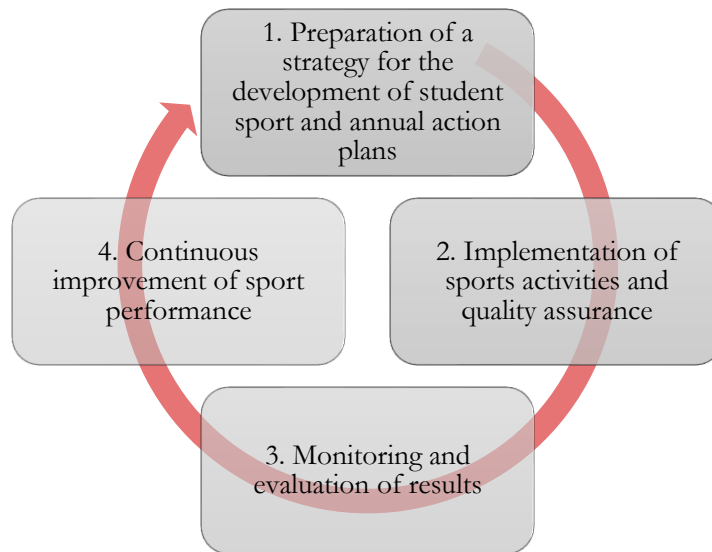 1. Preparation of a
strategy for the
development of student
sport and annual action
plans
2. Implementation of
sports activities and
quality assurance
3. Monitoring and
evaluation of results
4. Continuous
improvement of sport
performance